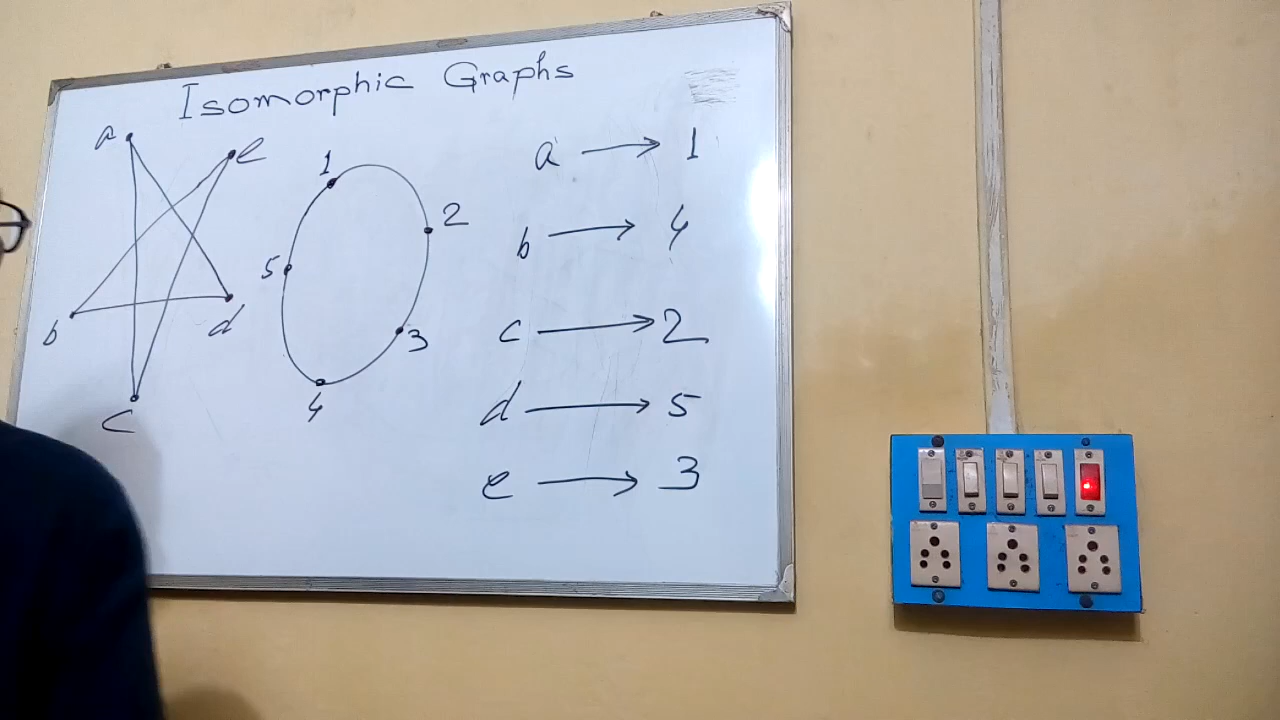 Isomorphic Graphs
a
e
b
d
c
1
2
5
3
4
a → 1
b → 4
c → 2
d → 5
e → 3